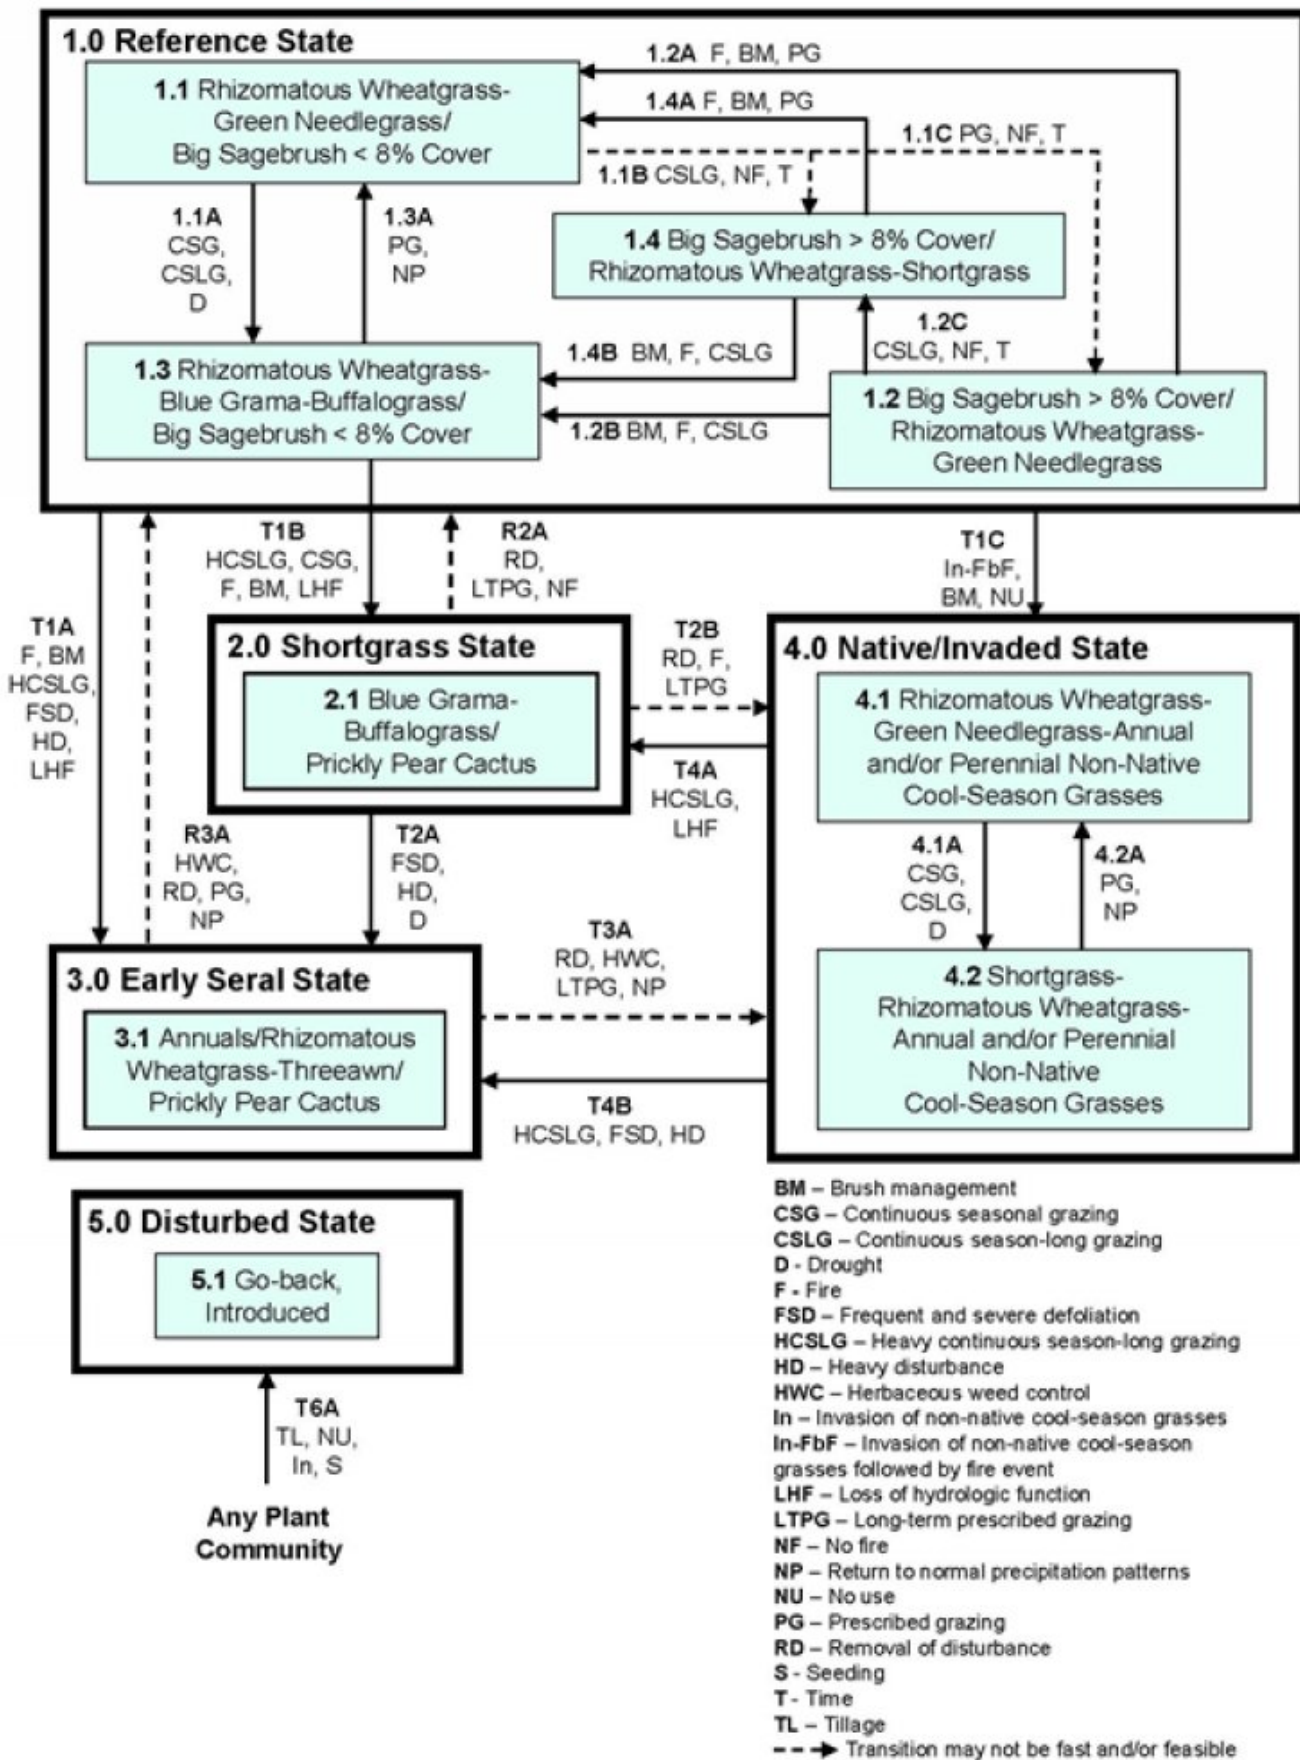 1.0 Reference State
1.2A F, BM, PG
1.1 Rhizomatous Wheatgrass-
Green Needlegrass/
Big Sagebrush < 8% Cover
1.4A F, BM, PG
1.1C PG, NF, T
1.1B CSLG, NF, T
1.1A
CSG,
CSLG,
D
1.3A
PG,
NP
1.4 Big Sagebrush > 8% Cover/
Rhizomatous Wheatgrass-Shortgrass
1.2C
CSLG, NF, T
1.4B BM, F, CSLG
1.3 Rhizomatous Wheatgrass-
Blue Grama-Buffalograss/
Big Sagebrush < 8% Cover
1.2B BM, F, CSLG
1.2 Big Sagebrush > 8% Cover/
Rhizomatous Wheatgrass-
Green Needlegrass
T1B
HCSLG, CSG,
F, BM, LHF
R2A
RD,
LTPG, NF
T1C
In-FbF,
BM, NU
T1A
F, BM
HCSLG,
FSD,
HD,
LHF
2.0 Shortgrass State
2.1 Blue Grama-
Buffalograss/
Prickly Pear Cactus
T2B
RD, F,
LTPG
T4A
HCSLG,
LHF
4.0 Native/Invaded State
4.1 Rhizomatous Wheatgrass-
Green Needlegrass-Annual
and/or Perennial Non-Native
Cool-Season Grasses
R3A
HWC,
RD, PG,
NP
T2A
FSD,
HD,
D
4.1A
CSG,
CSLG,
D
4.2A
PG,
NP
T3A
RD, HWC,
LTPG, NP
3.0 Early Seral State
3.1 Annuals/Rhizomatous
Wheatgrass-Threeawn/
Prickly Pear Cactus
4.2 Shortgrass-
Rhizomatous Wheatgrass-
Annual and/or Perennial
Non-Native
Cool-Season Grasses
T4B
HCSLG, FSD, HD
5.0 Disturbed State
5.1 Go-back,
Introduced
T6A
TL, NU,
In, S
Any Plant
Community
BM – Brush management
CSG – Continuous seasonal grazing
CSLG – Continuous season-long grazing
D - Drought
F - Fire
FSD – Frequent and severe defoliation
HCSLG – Heavy continuous season-long grazing
HD – Heavy disturbance
HWC – Herbaceous weed control
In – Invasion of non-native cool-season grasses
In-FbF – Invasion of non-native cool-season
grasses followed by fire event
LHF – Loss of hydrologic function
LTPG – Long-term prescribed grazing
NF – No fire
NP – Return to normal precipitation patterns
NU – No use
PG – Prescribed grazing
RD – Removal of disturbance
S - Seeding
T - Time
TL – Tillage
Transition may not be fast and/or feasible